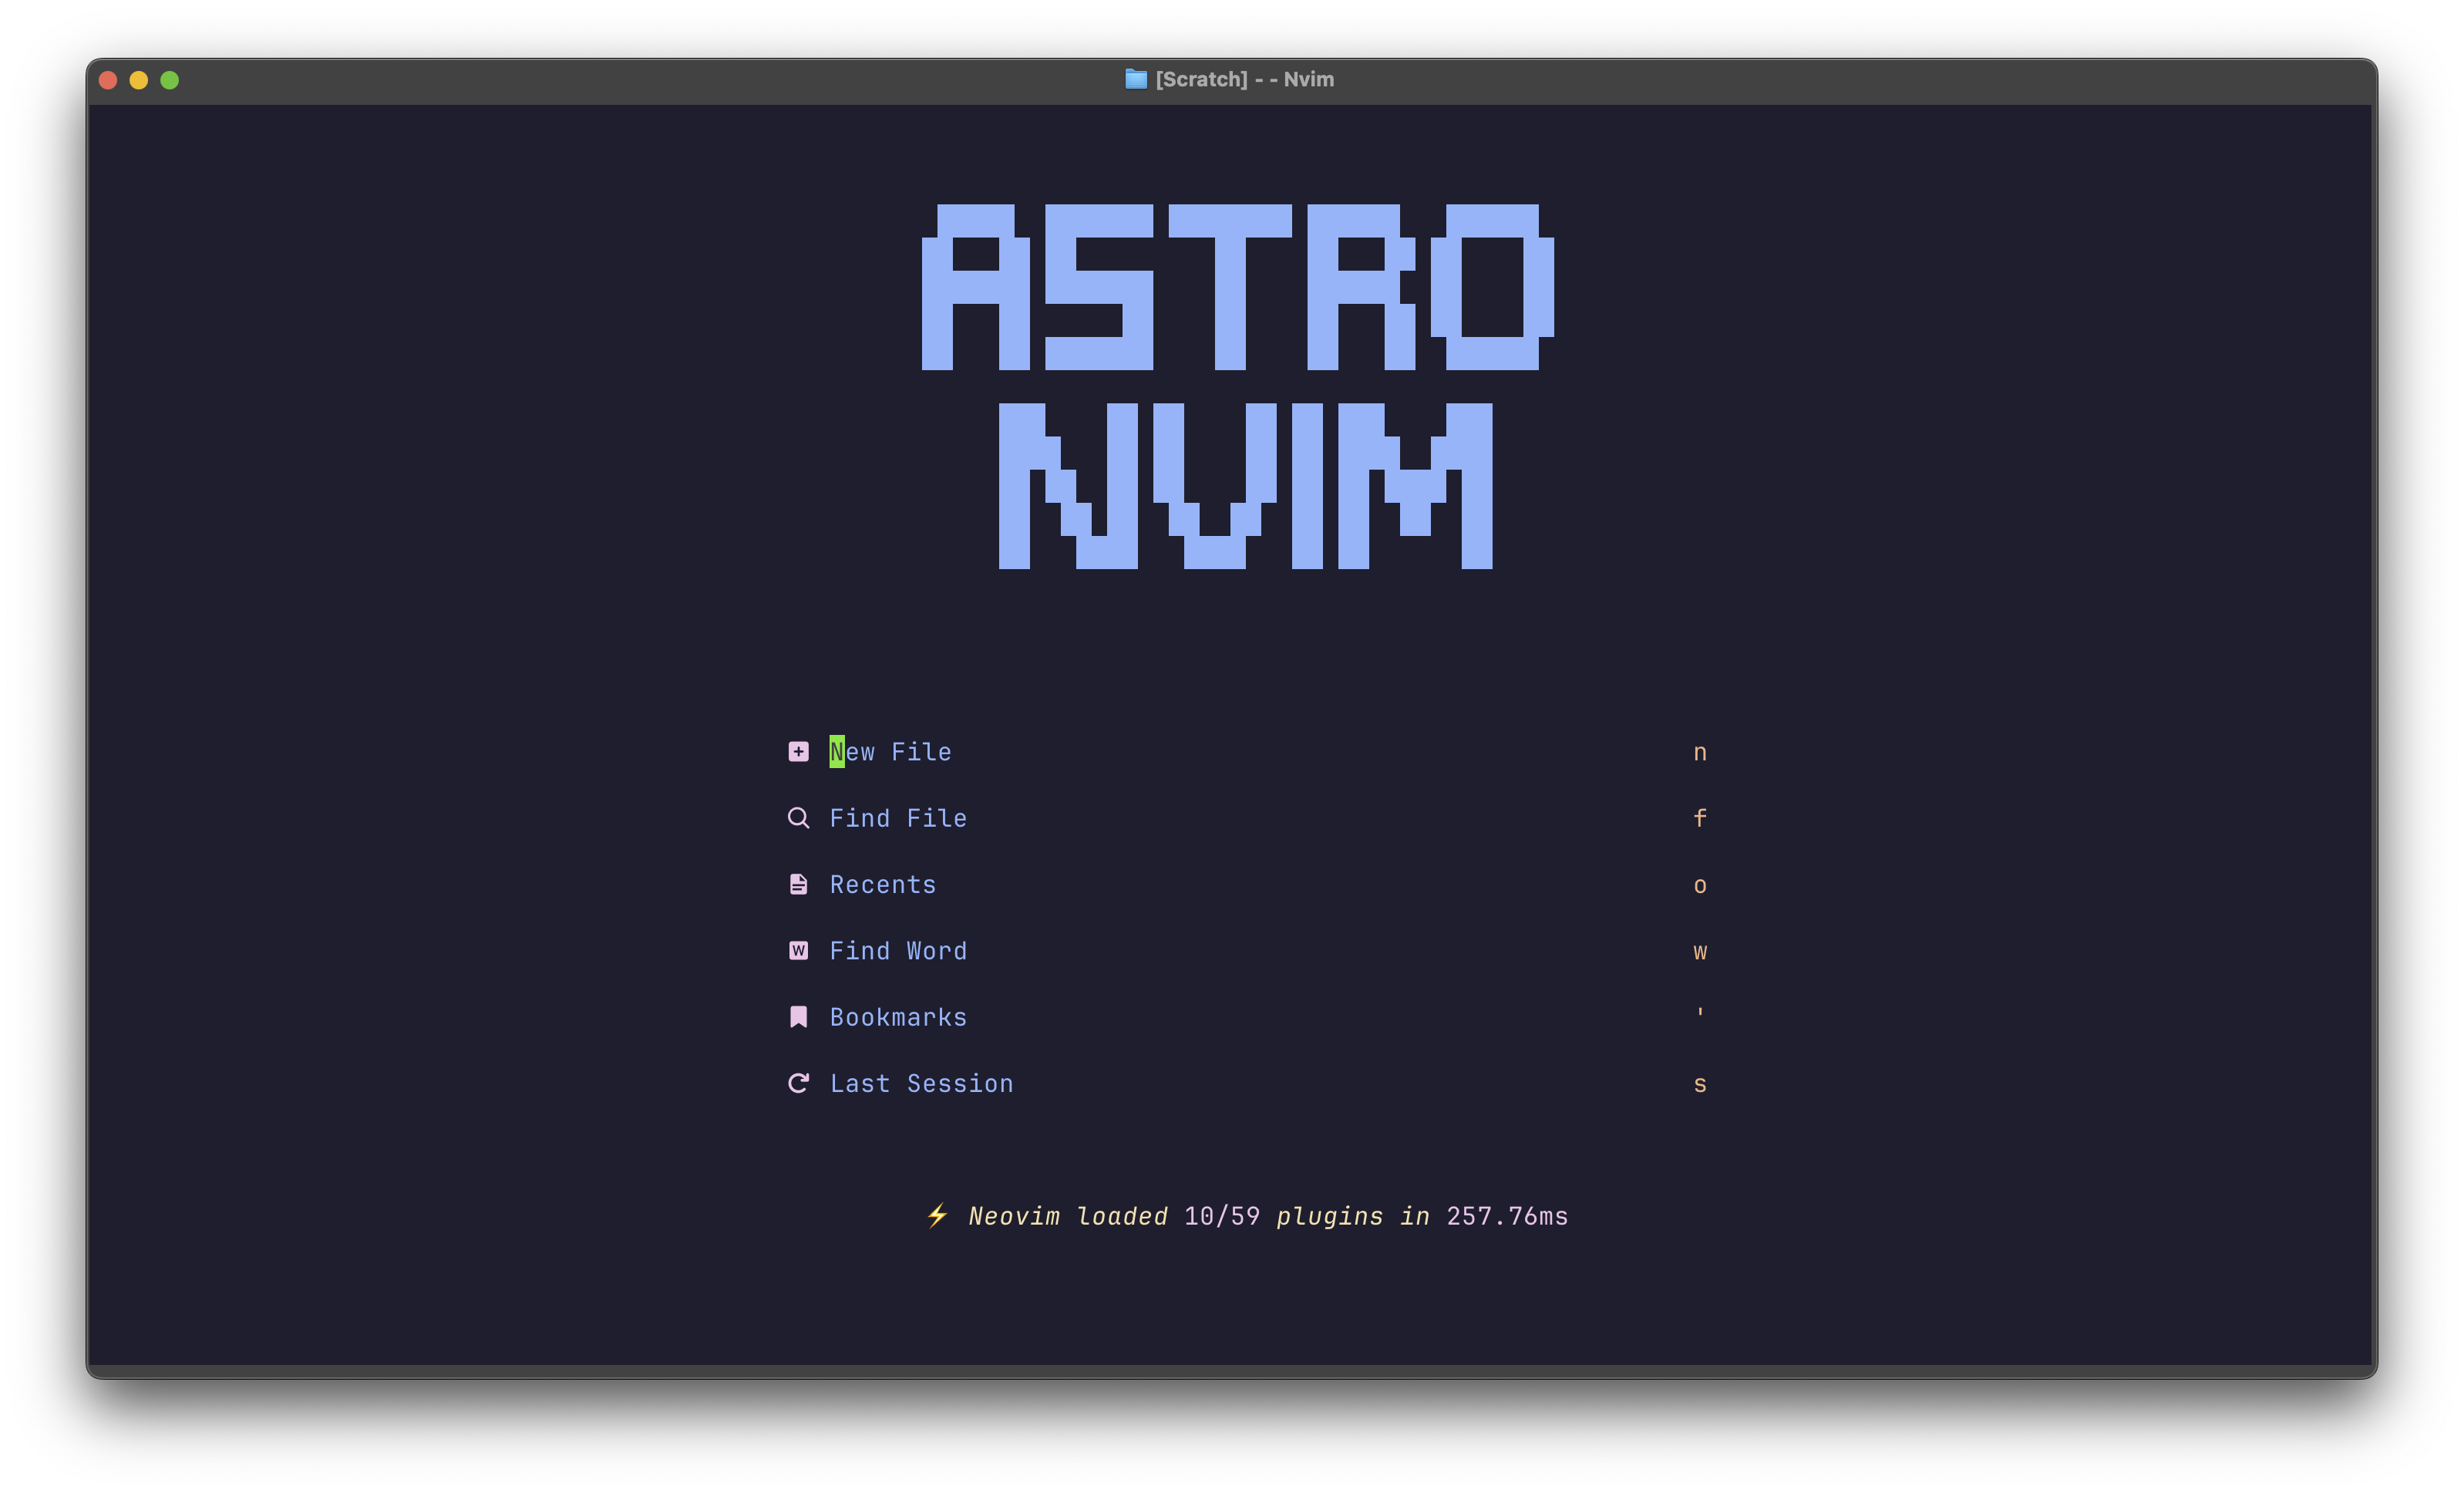 [Scratch] - - Nvim
ASTRO
NVIM
New File n
Find File f
Recents o
Find Word w
Bookmarks '
Last Session s
⚡ Neovim loaded 10/59 plugins in 257.76ms